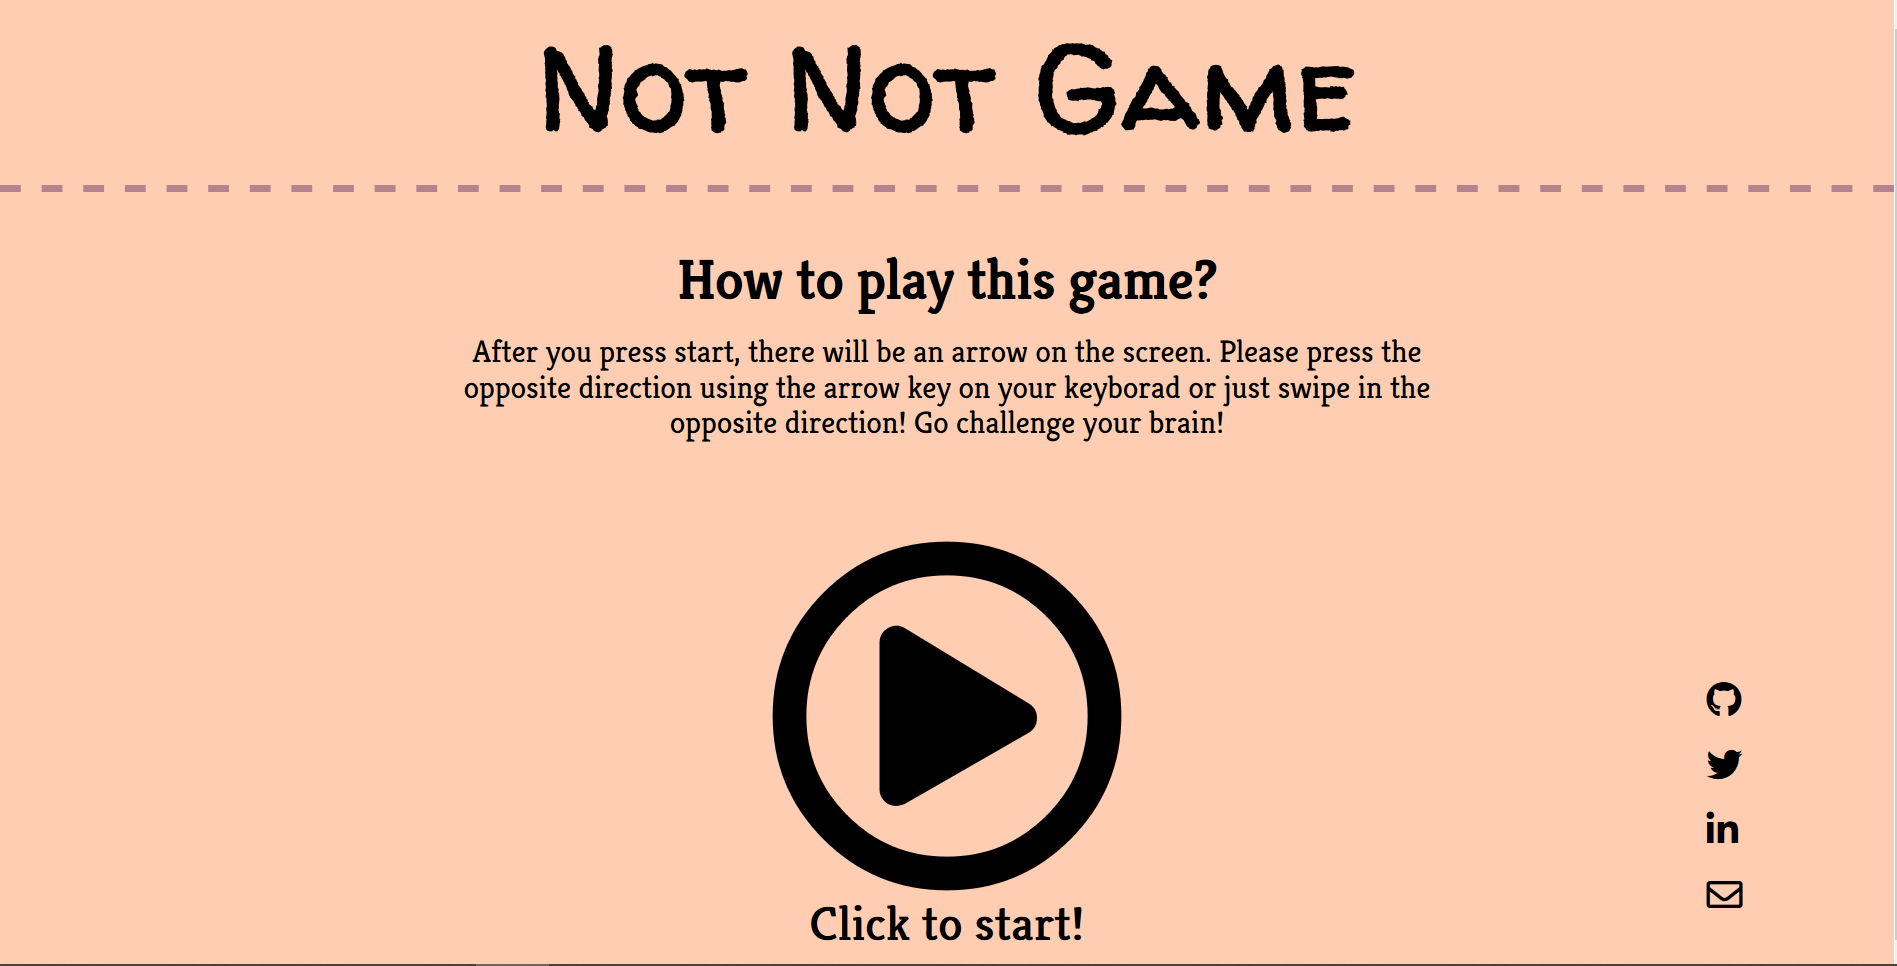 Not Not Game
How to play this game?
After you press start, there will be an arrow on the screen. Please press the
opposite direction using the arrow key on your keyborad or just swipe in the
opposite direction! Go challenge your brain!
Click to start!